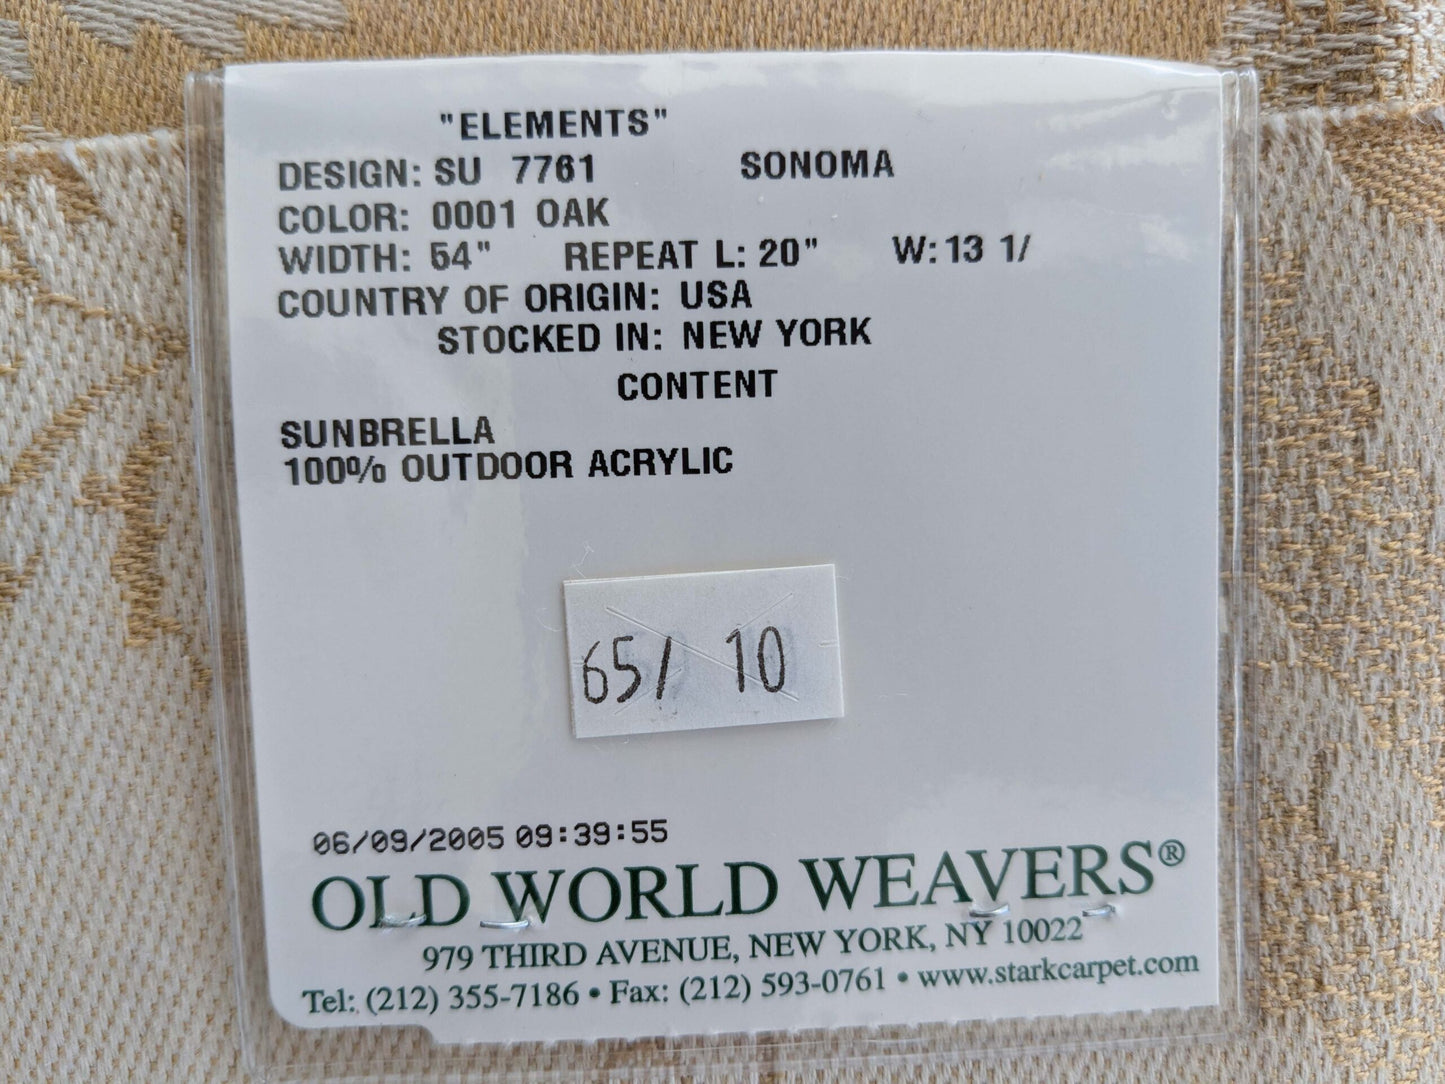 "ELEMENTS"
DESIGN: SU 7761 SONOMA
COLOR: 0001 OAK
WIDTH: 54" REPEAT L: 20" W: 13 1/
COUNTRY OF ORIGIN: USA
STOCKED IN: NEW YORK
CONTENT
SUNBRELLA
100% OUTDOOR ACRYLIC
65/ 10
06/09/2005 09:39:55
OLD WORLD WEAVERS®
979 THIRD AVENUE, NEW YORK, NY 10022
Tel: (212) 355-7186 • Fax: (212) 593-0761 • www.starkcarpet.com